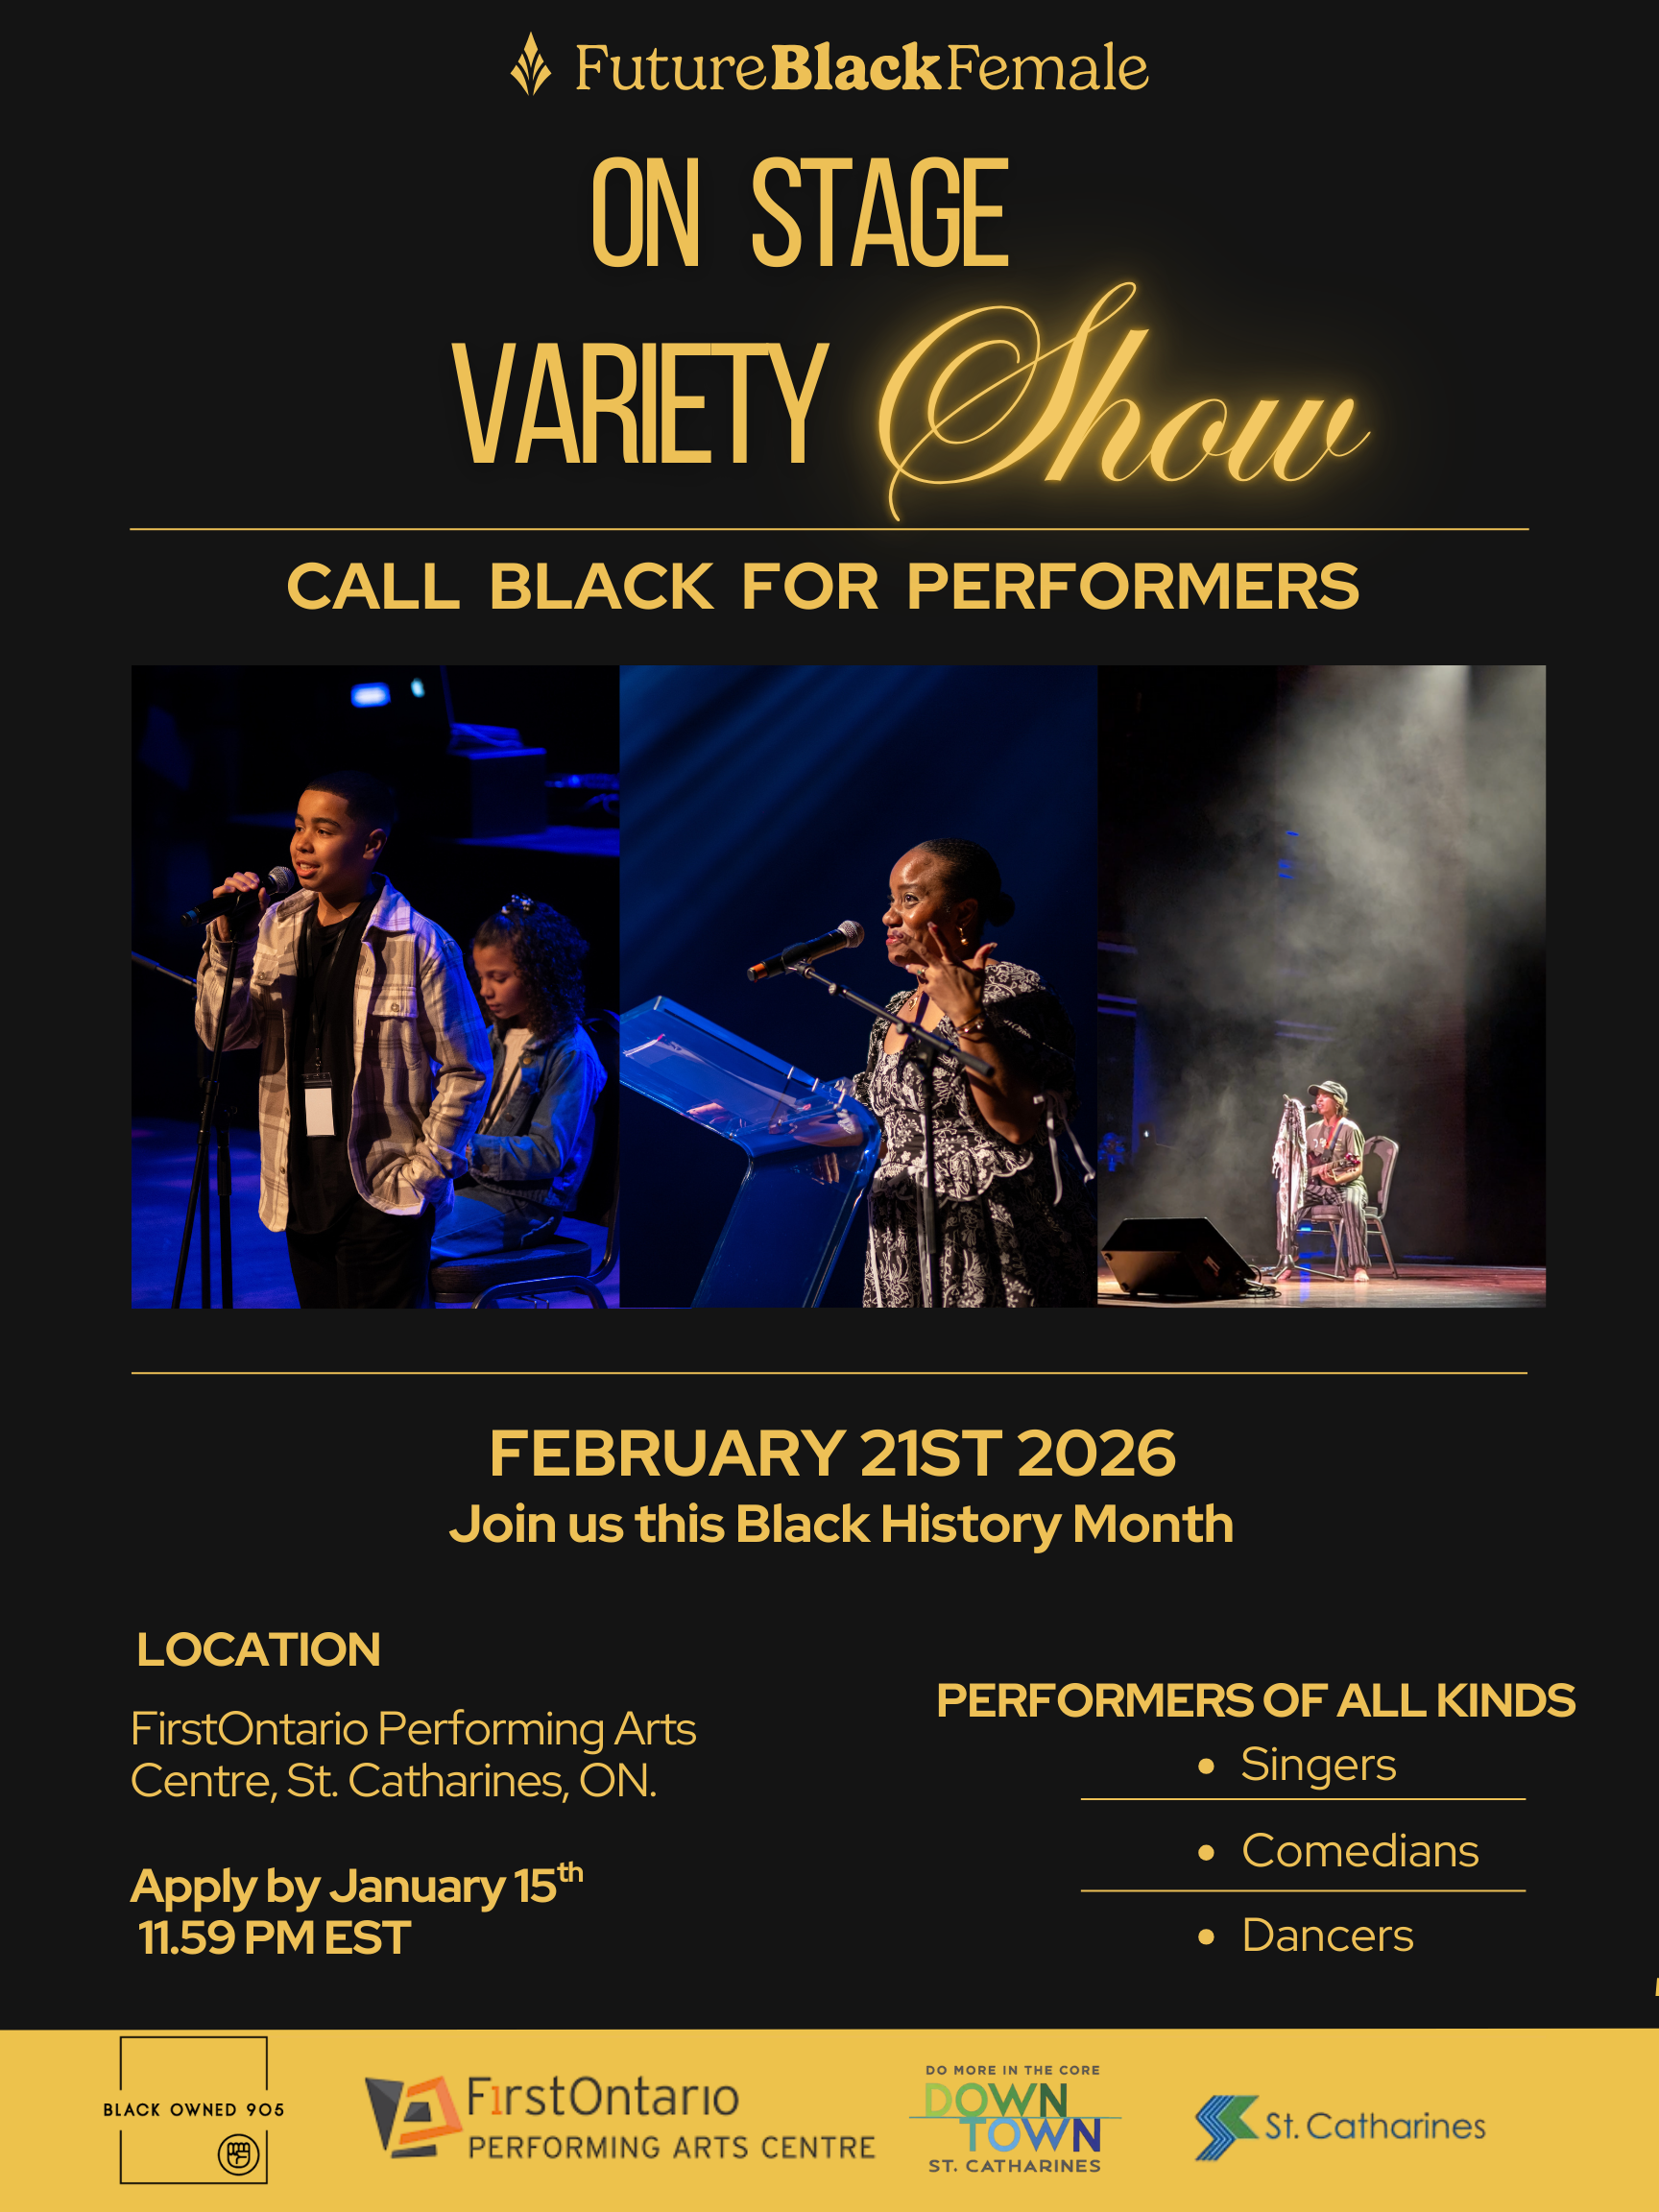 FutureBlackFemale
ON STAGE
VARIETY Show
CALL BLACK FOR PERFORMERS
FEBRUARY 21ST 2026
Join us this Black History Month
LOCATION
FirstOntario Performing Arts
Centre, St. Catharines, ON.
Apply by January 15th
11.59 PM EST
PERFORMERS OF ALL KINDS
• Singers
• Comedians
• Dancers
BLACK OWNED 905
FirstOntario
PERFORMING ARTS CENTRE
DO MORE IN THE CORE
DOWN
TOWN
ST. CATHARINES
St. Catharines